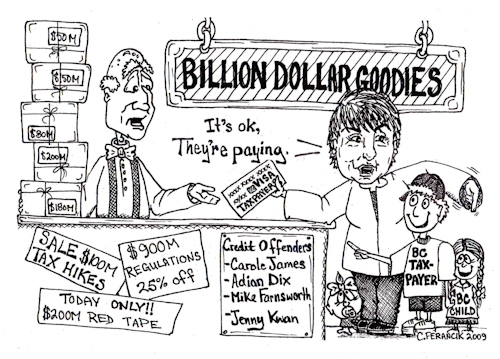 BILLION DOLLAR GOODIES
$50M
$50M
$80M
$200M
$180M
It's ok,
They're paying.
XXXX XXXX XXXX
VISA
TAXPAYER
SALE $100M
TAX HIKES
$900M
REGULATIONS
25% off
TODAY ONLY!!
$200M RED TAPE
Credit Offenders
- Carole James
- Adian Dix
- Mike Farnsworth
- Jenny Kwan
BC
TAX-
PAYER
BC
CHILD
C. FERANCIK 2009